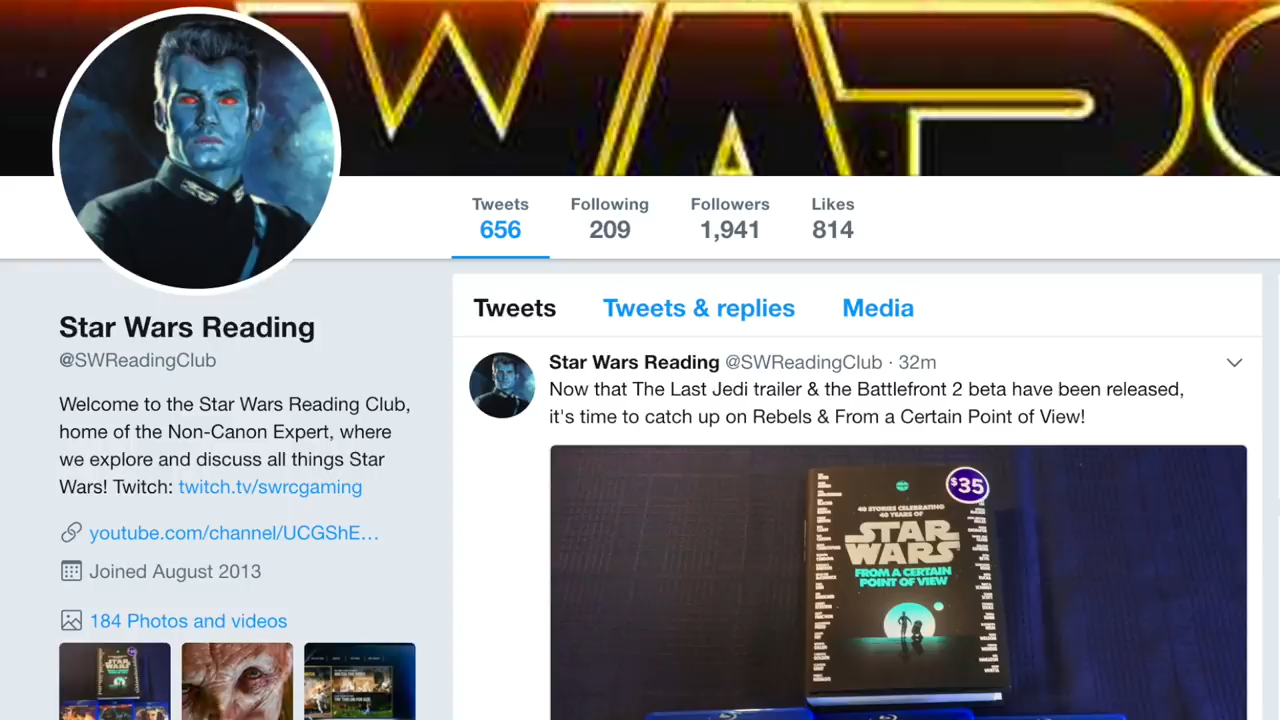 WARS
Tweets Following Followers Likes
656 209 1,941 814
Star Wars Reading
@SWReadingClub
Welcome to the Star Wars Reading Club,
home of the Non-Canon Expert, where
we explore and discuss all things Star
Wars! Twitch: twitch.tv/swrcgaming
youtube.com/channel/UCGShE…
Joined August 2013
184 Photos and videos
Tweets Tweets & replies Media
Star Wars Reading @SWReadingClub · 32m
Now that The Last Jedi trailer & the Battlefront 2 beta have been released,
it's time to catch up on Rebels & From a Certain Point of View!
$35
40 STORIES CELEBRATING
40 YEARS OF
STAR
WARS
FROM A CERTAIN
POINT OF VIEW